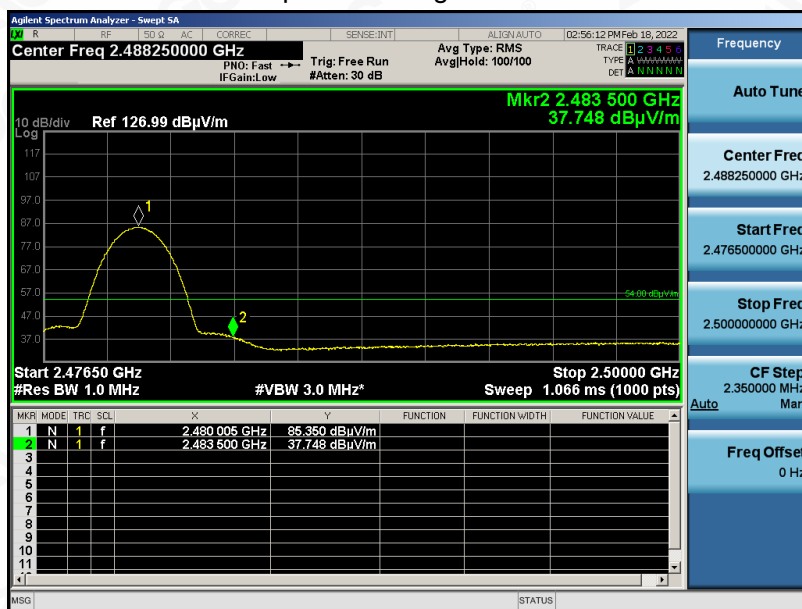 Agilent Spectrum Analyzer - Swept SA
LXI R RF 50 Ω AC CORREC SENSE:INT ALIGN AUTO 02:56:12 PM Feb 18, 2022
Center Freq 2.488250000 GHz
PNO: Fast
IFGain:Low
Trig: Free Run
#Atten: 30 dB
Avg Type: RMS
Avg|Hold: 100/100
TRACE 1 2 3 4 5 6
TYPE A
DET A N N N N N
Mkr2 2.483 500 GHz
37.748 dBµV/m
10 dB/div Ref 126.99 dBµV/m
Log
117
107
97.0
87.0
77.0
67.0
57.0
47.0
37.0
1
2
54.00 dBµV/m
Start 2.47650 GHz Stop 2.50000 GHz
#Res BW 1.0 MHz #VBW 3.0 MHz* Sweep 1.066 ms (1000 pts)
MKR MODE TRC SCL X Y FUNCTION FUNCTION WIDTH FUNCTION VALUE
1 N 1 f 2.480 005 GHz 85.350 dBµV/m
2 N 1 f 2.483 500 GHz 37.748 dBµV/m
3
4
5
6
7
8
9
10
11
MSG STATUS
Frequency
Auto Tune
Center Freq
2.488250000 GHz
Start Freq
2.476500000 GHz
Stop Freq
2.500000000 GHz
CF Step
2.350000 MHz
Auto Man
Freq Offset
0 Hz